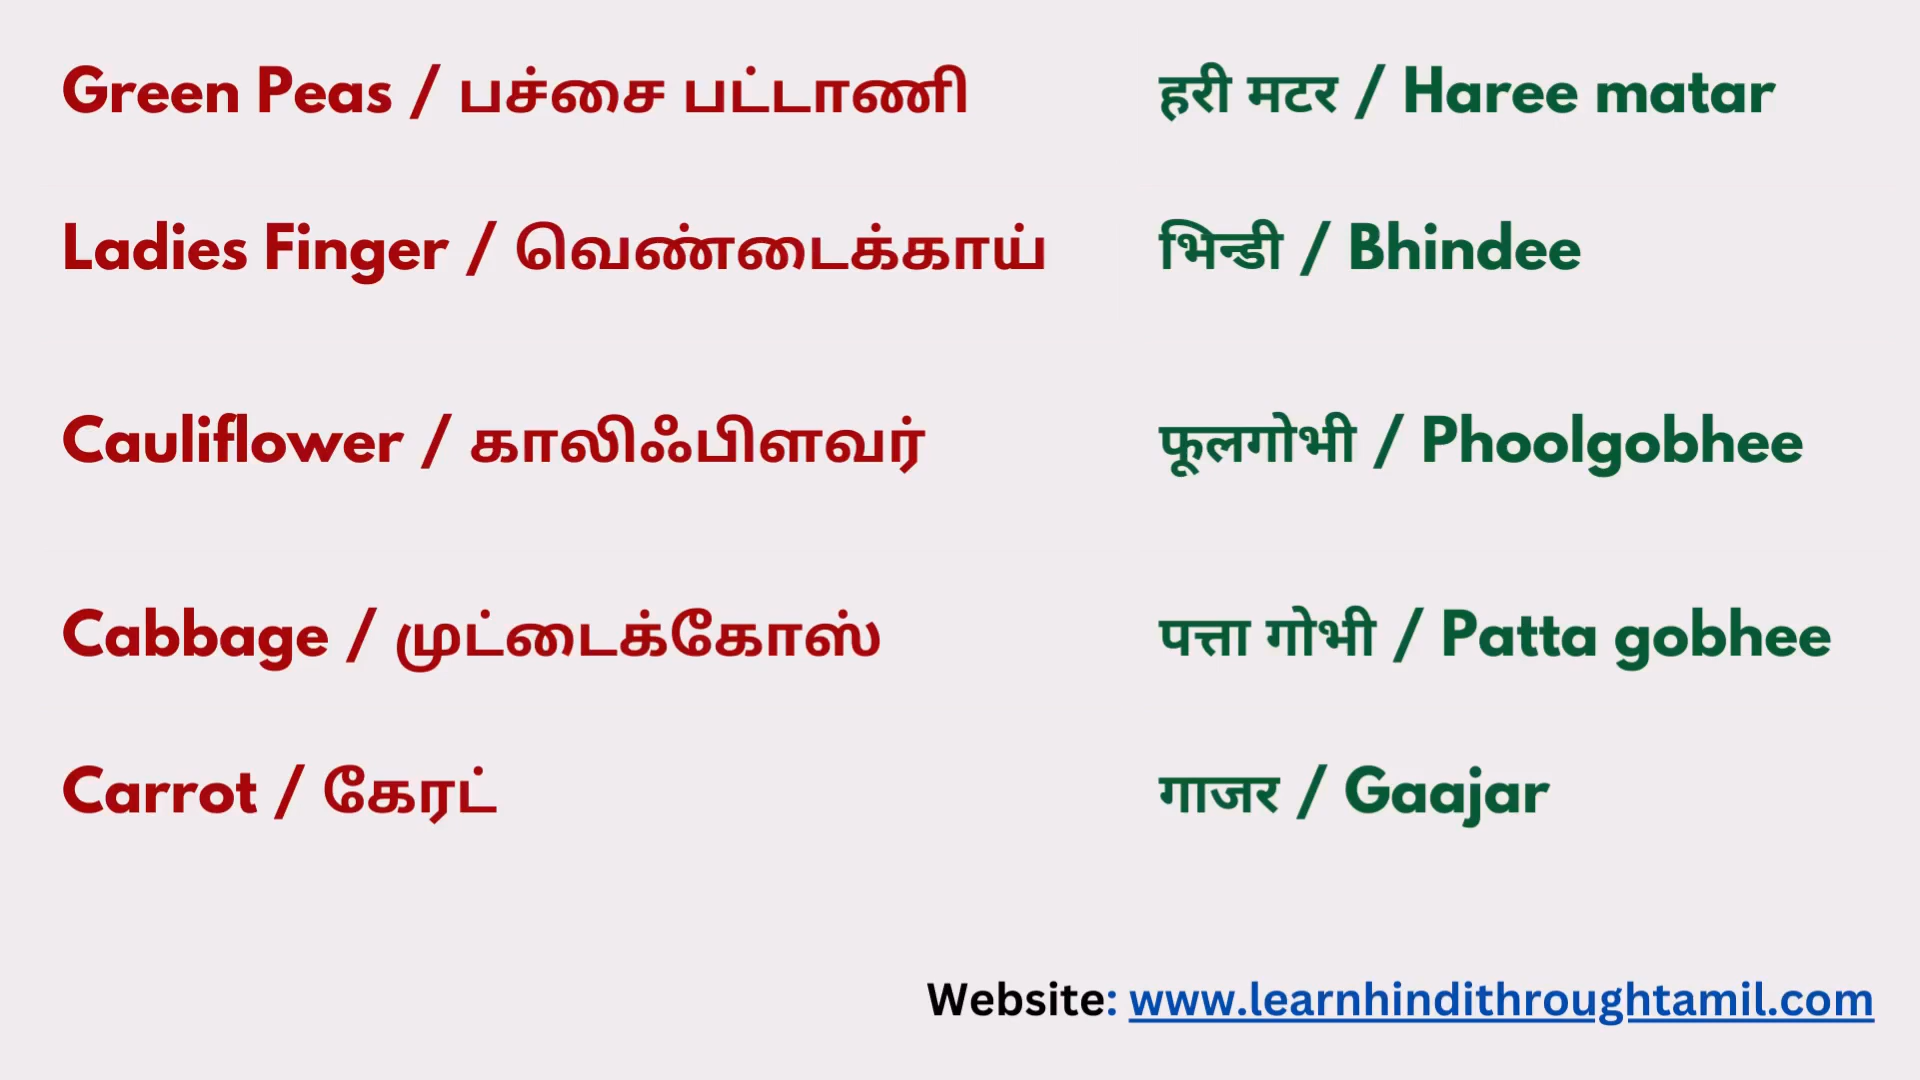 Green Peas / பச்சை பட்டாணி हरी मटर / Haree matar
Ladies Finger / வெண்டைக்காய் भिन्डी / Bhindee
Cauliflower / காலிஃபிளவர் फूलगोभी / Phoolgobhee
Cabbage / முட்டைக்கோஸ் पत्ता गोभी / Patta gobhee
Carrot / கேரட் गाजर / Gaajar
Website: www.learnhindithroughtamil.com